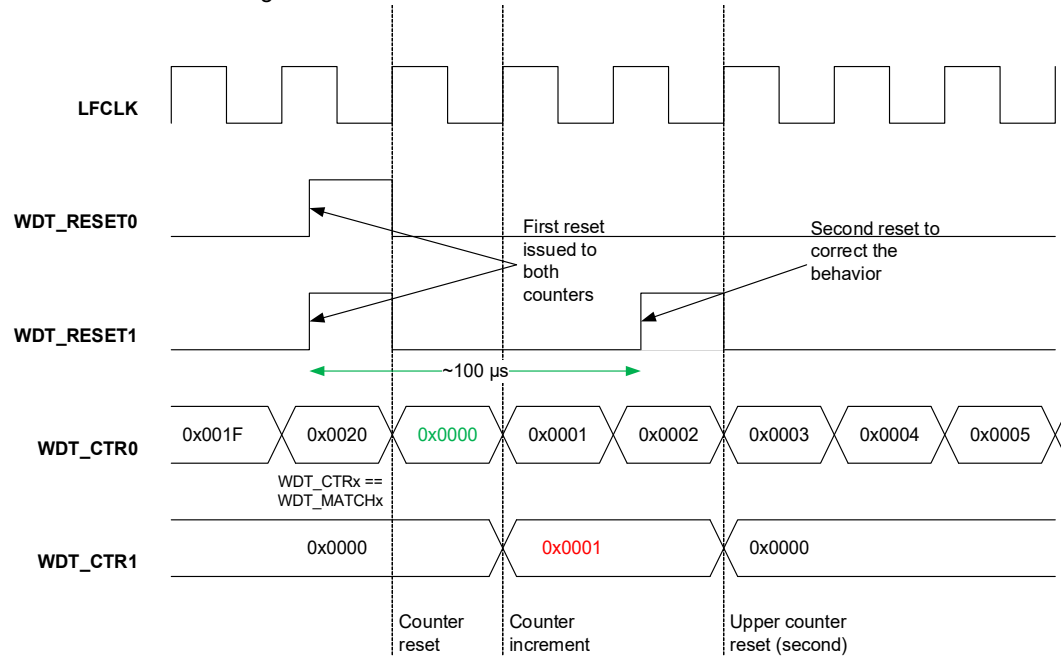 LFCLK
WDT_RESET0
First reset
issued to
both
counters
Second reset to
correct the
behavior
WDT_RESET1
~100 µs
WDT_CTR0
0x001F
0x0020
0x0000
0x0001
0x0002
0x0003
0x0004
0x0005
WDT_CTRx ==
WDT_MATCHx
WDT_CTR1
0x0000
0x0001
0x0000
Counter
reset
Counter
increment
Upper counter
reset (second)